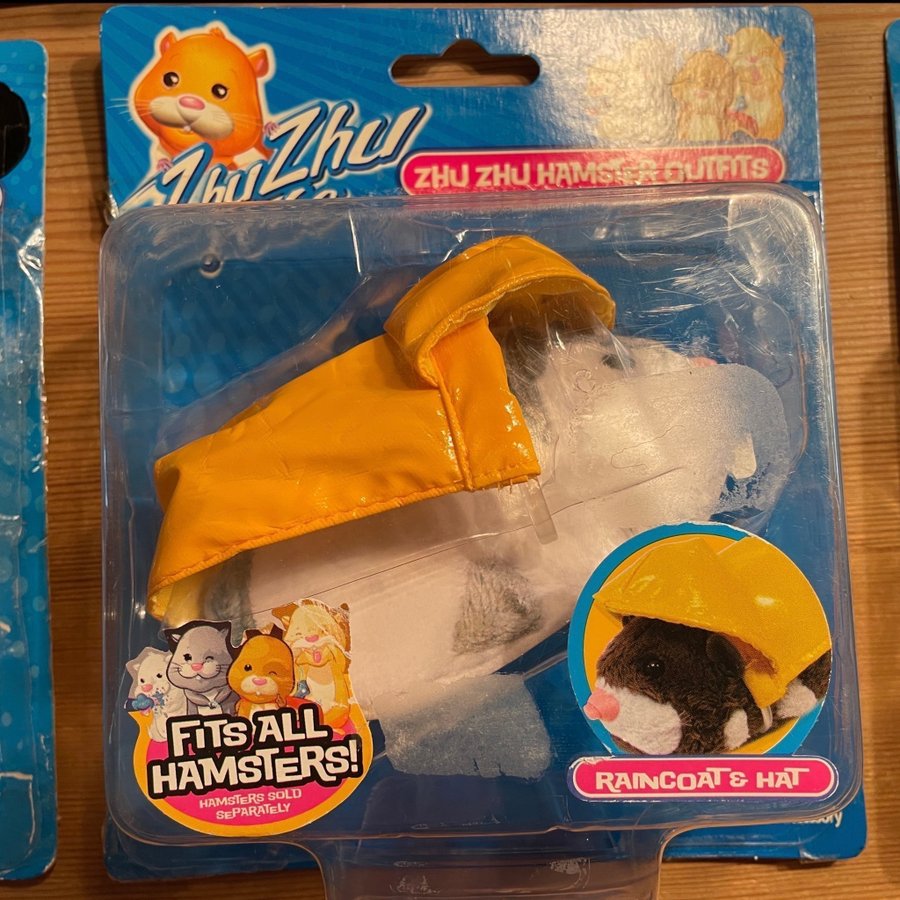 Zhu Zhu
ZHU ZHU HAMSTER OUTFITS
FITS ALL
HAMSTERS!
HAMSTERS SOLD
SEPARATELY
RAINCOAT & HAT